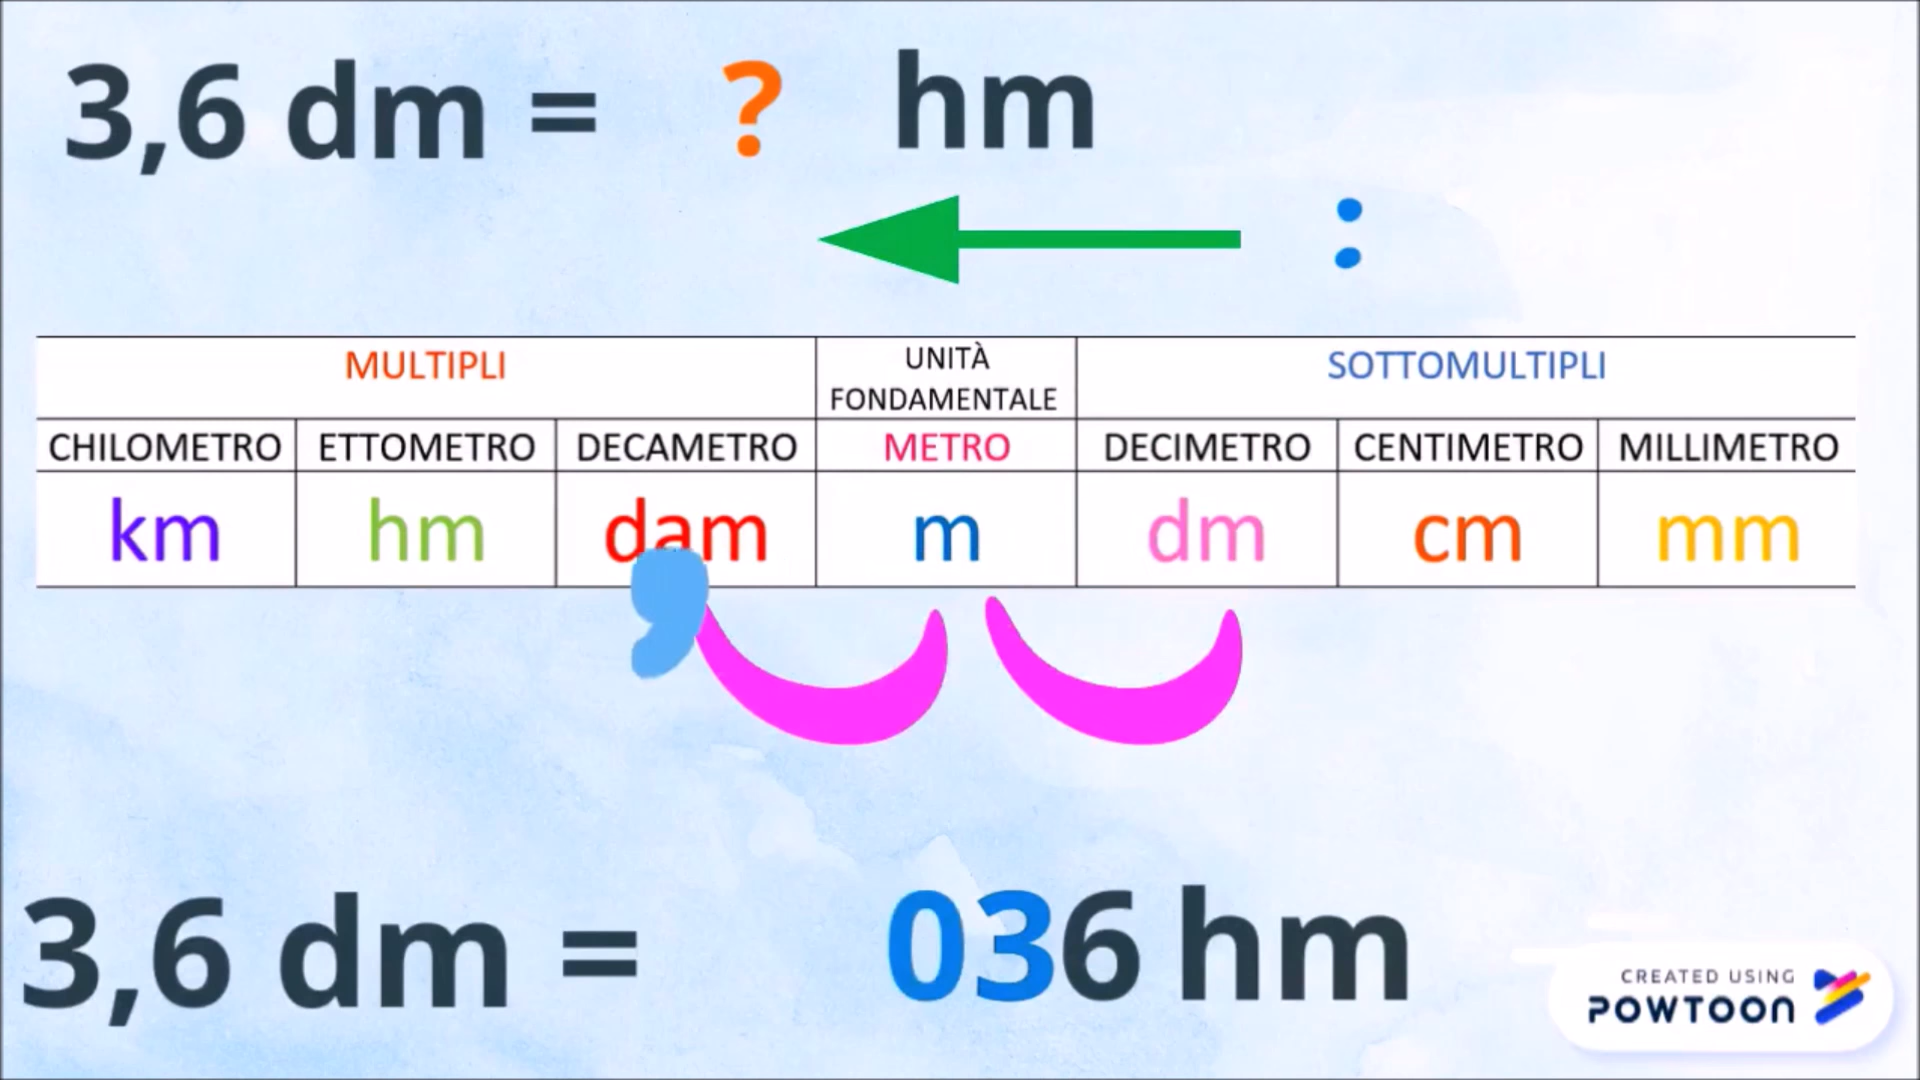 3,6 dm = ? hm
:
MULTIPLI
UNITÀ FONDAMENTALE
SOTTOMULTIPLI
CHILOMETRO ETTOMETRO DECAMETRO METRO DECIMETRO CENTIMETRO MILLIMETRO
km hm dam m dm cm mm
,
3,6 dm = 036 hm
CREATED USING
POWTOON